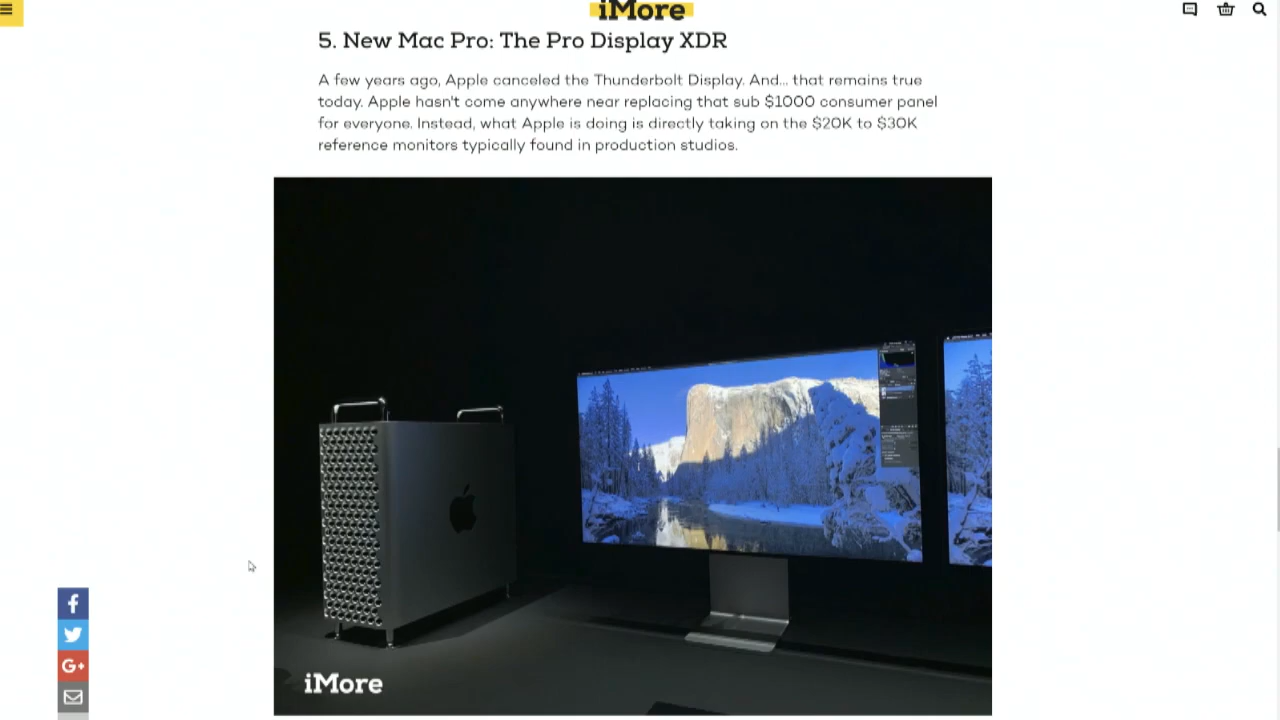 iMore
5. New Mac Pro: The Pro Display XDR
A few years ago, Apple canceled the Thunderbolt Display. And... that remains true
today. Apple hasn't come anywhere near replacing that sub $1000 consumer panel
for everyone. Instead, what Apple is doing is directly taking on the $20K to $30K
reference monitors typically found in production studios.
iMore